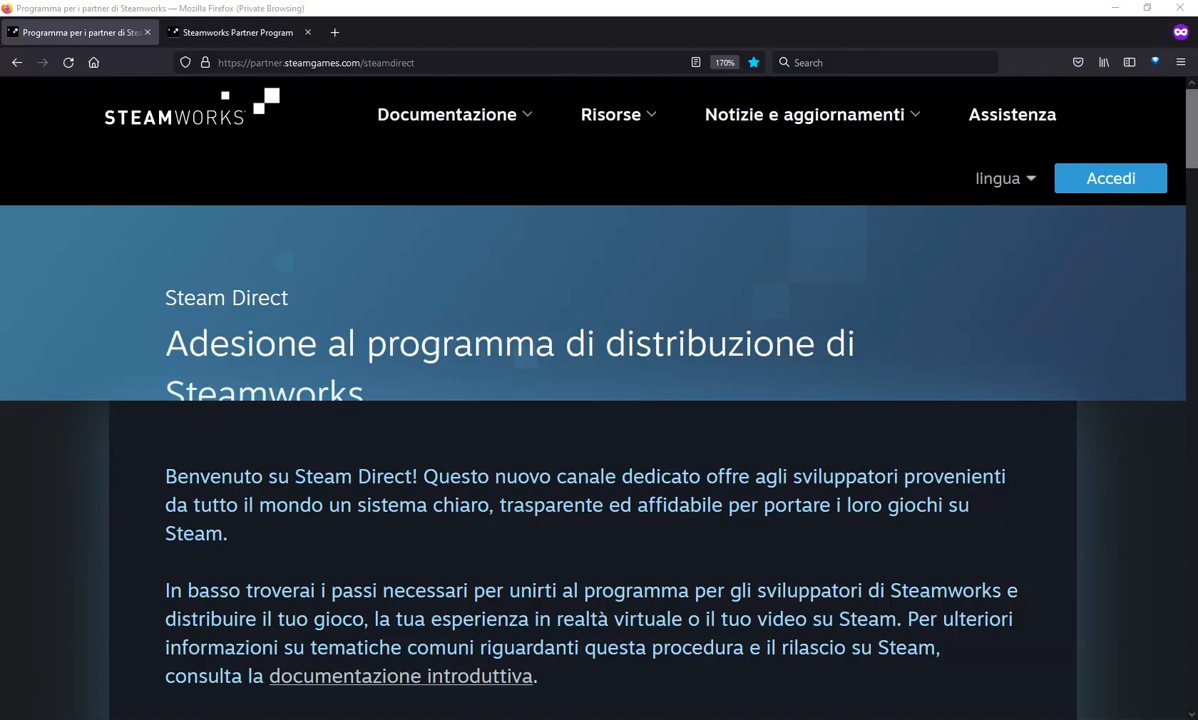 Programma per i partner di Steamworks — Mozilla Firefox (Private Browsing)
Programma per i partner di Stea
Steamworks Partner Program
https://partner.steamgames.com/steamdirect
170%
Search
STEAMWORKS
Documentazione
Risorse
Notizie e aggiornamenti
Assistenza
lingua
Accedi
Steam Direct
Adesione al programma di distribuzione di
Steamworks
Benvenuto su Steam Direct! Questo nuovo canale dedicato offre agli sviluppatori provenienti
da tutto il mondo un sistema chiaro, trasparente ed affidabile per portare i loro giochi su
Steam.
In basso troverai i passi necessari per unirti al programma per gli sviluppatori di Steamworks e
distribuire il tuo gioco, la tua esperienza in realtà virtuale o il tuo video su Steam. Per ulteriori
informazioni su tematiche comuni riguardanti questa procedura e il rilascio su Steam,
consulta la documentazione introduttiva.